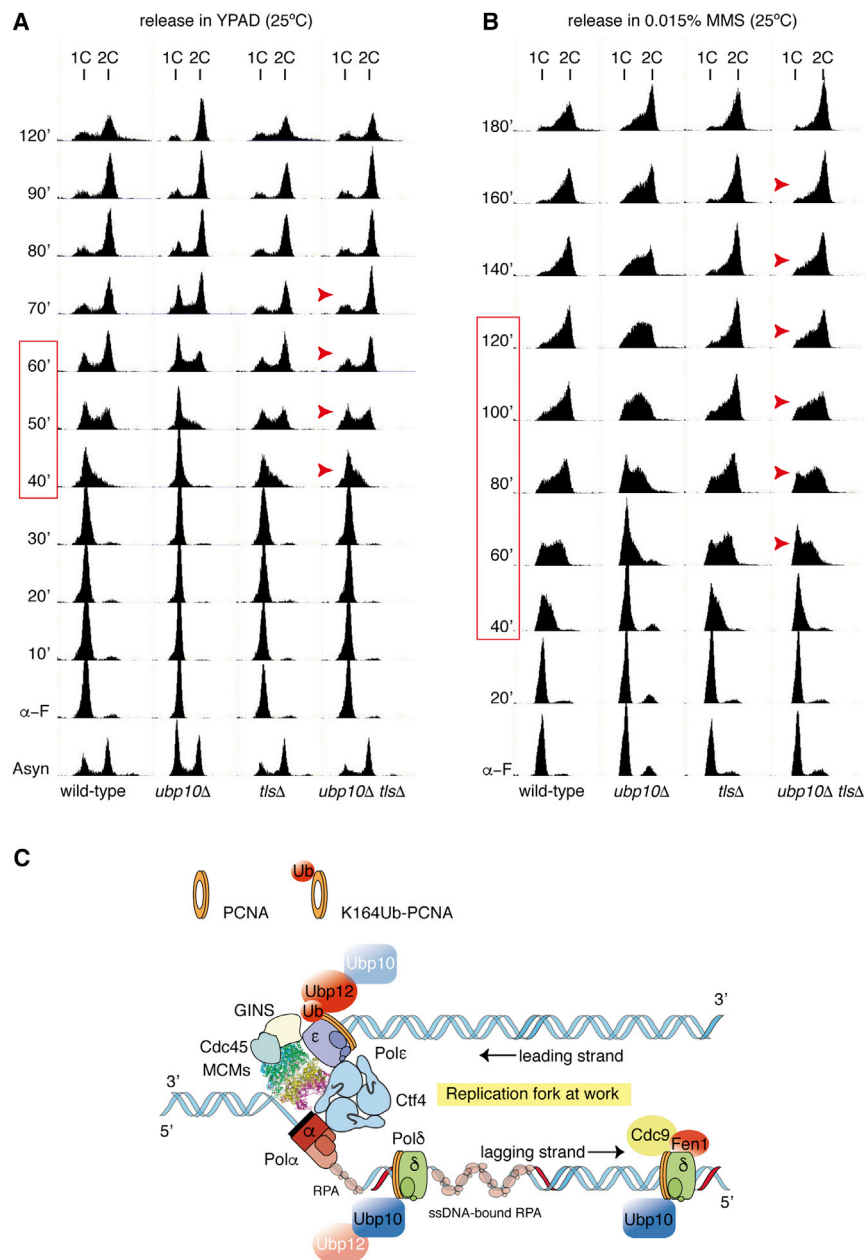 A
release in YPAD (25ºC)
1C 2C 1C 2C 1C 2C 1C 2C
120’
90’
80’
70’
60’
50’
40’
30’
20’
10’
α–F
Asyn
wild-type ubp10Δ tlsΔ ubp10Δ tlsΔ
B
release in 0.015% MMS (25ºC)
1C 2C 1C 2C 1C 2C 1C 2C
180’
160’
140’
120’
100’
80’
60’
40’
20’
α–F
wild-type ubp10Δ tlsΔ ubp10Δ tlsΔ
C
Ub
PCNA K164Ub-PCNA
Ubp10
Ubp12
Ub
GINS
ε
3’
Cdc45
Polε
MCMs
leading strand
3’
5’
Ctf4
Replication fork at work
α
Polα
Polδ
lagging strand
Cdc9
Fen1
δ
δ
RPA
ssDNA-bound RPA
5’
Ubp10
Ubp10
Ubp12